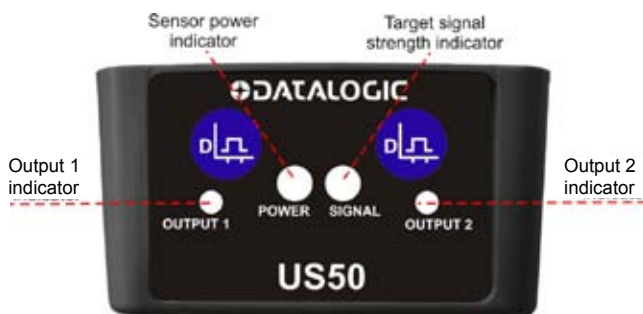 Sensor power
indicator
Target signal
strength indicator
DATALOGIC
D
D
Output 1
indicator
Output 2
indicator
POWER
SIGNAL
OUTPUT 1
OUTPUT 2
US50